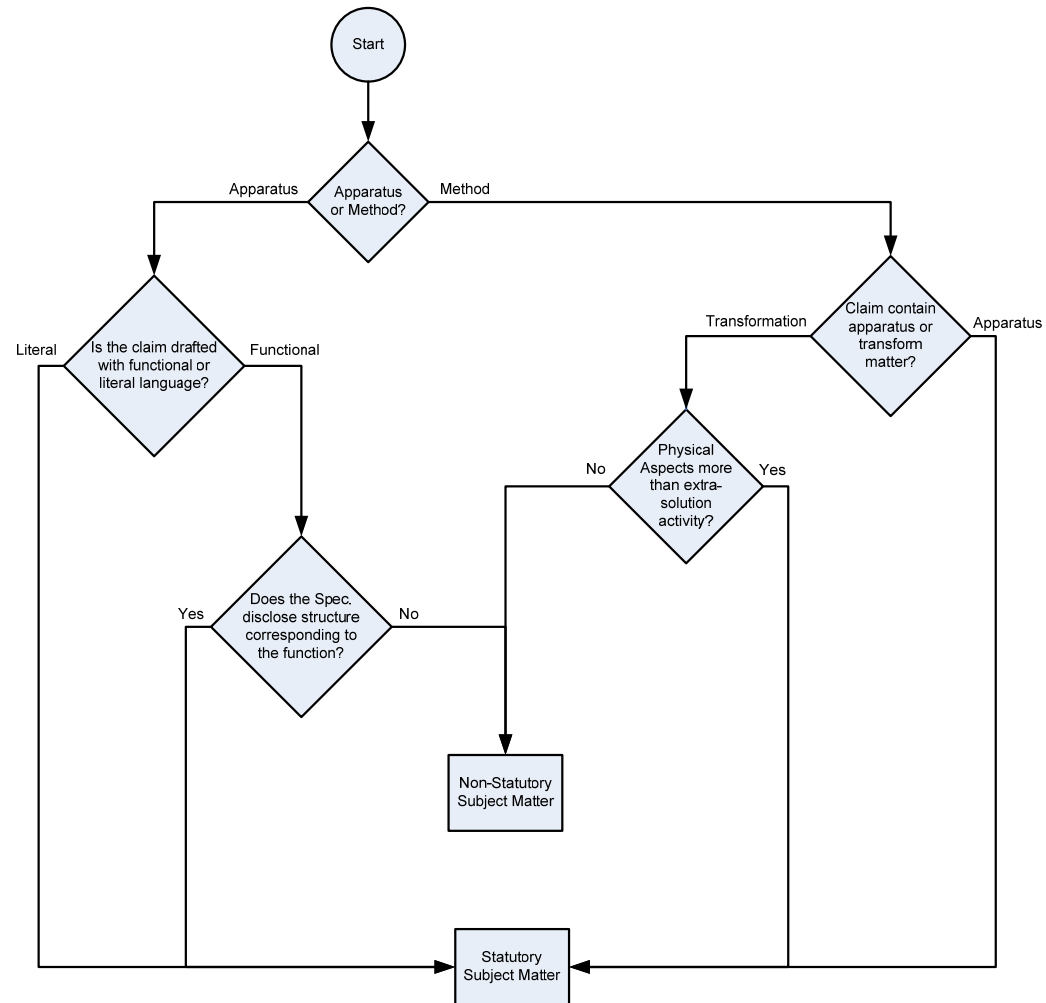 Start
Apparatus
Apparatus
or Method?
Method
Literal
Is the claim drafted
with functional or
literal language?
Functional
Transformation
Claim contain
apparatus or
transform
matter?
Apparatus
No
Physical
Aspects more
than extra-
solution
activity?
Yes
Yes
Does the Spec.
disclose structure
corresponding to
the function?
No
Non-Statutory
Subject Matter
Statutory
Subject Matter